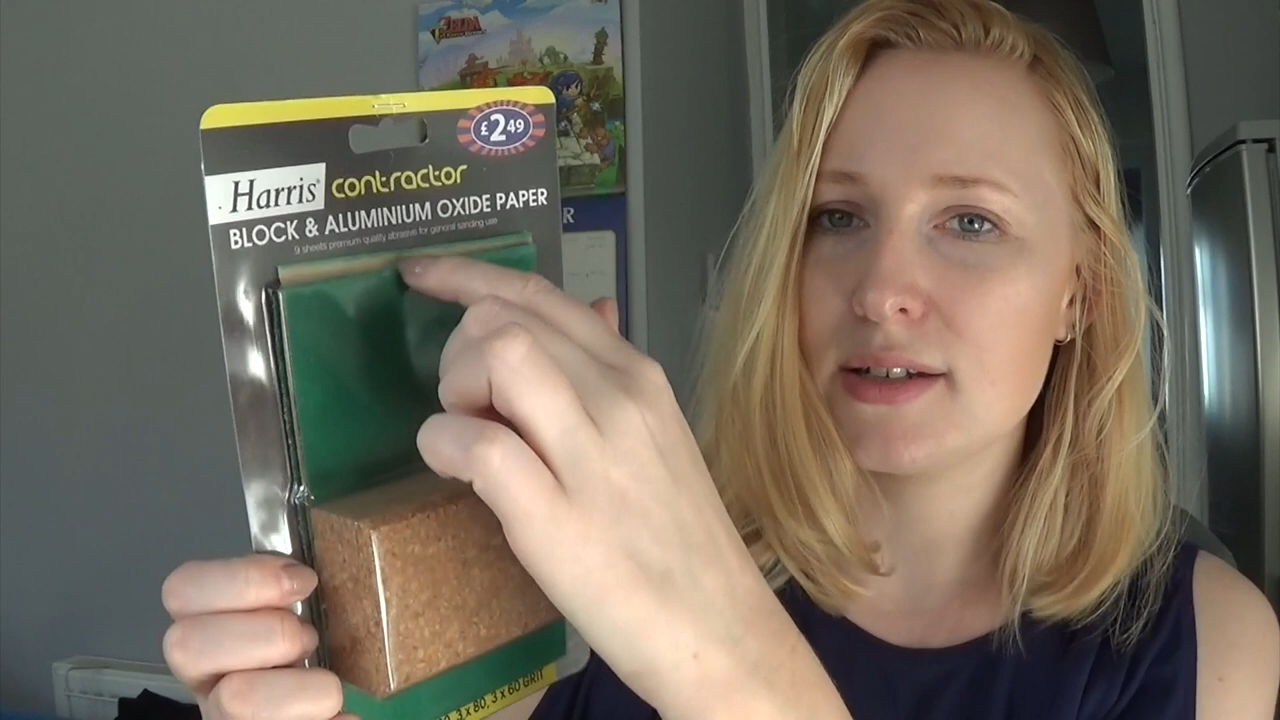 ZELDA
£2.49
Harris contractor
BLOCK & ALUMINIUM OXIDE PAPER
9 sheets premium quality abrasive for general sanding use
R
3 x 80, 3 x 60 GRIT